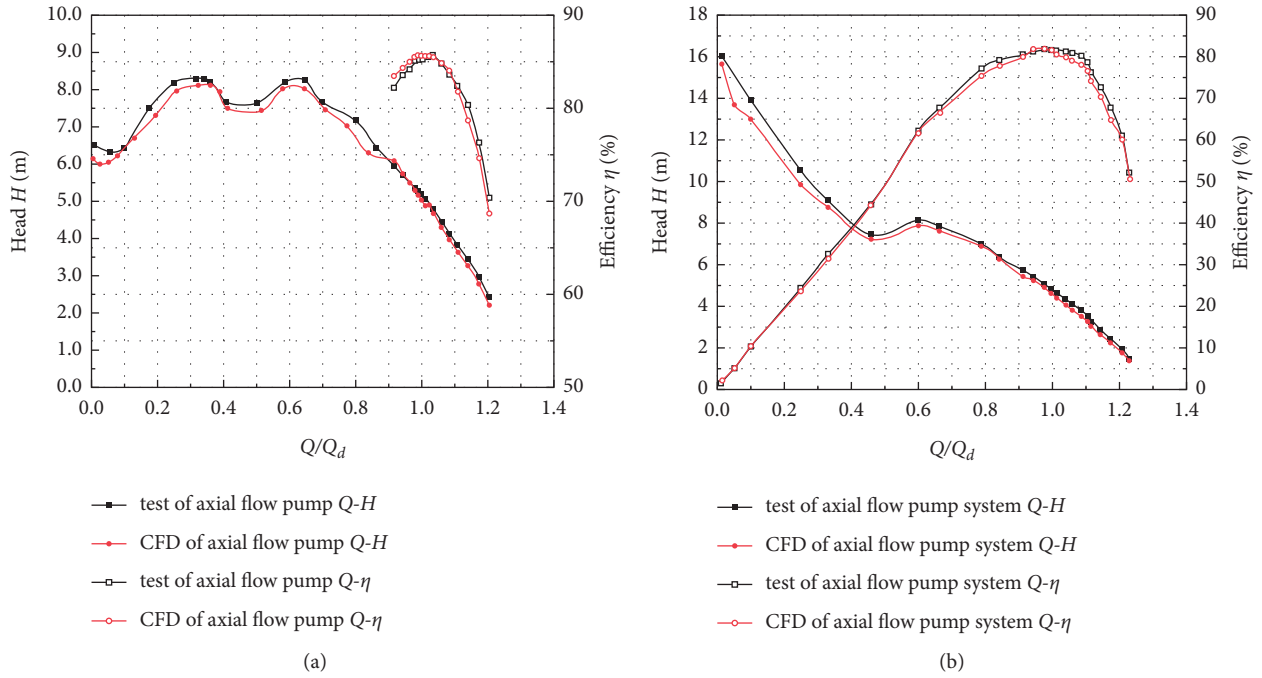 10.0
9.0
8.0
7.0
6.0
5.0
4.0
3.0
2.0
1.0
0.0
Head H (m)
90
80
70
60
50
Efficiency η (%)
0.0 0.2 0.4 0.6 0.8 1.0 1.2 1.4
Q/Qd
test of axial flow pump Q-H
CFD of axial flow pump Q-H
test of axial flow pump Q-η
CFD of axial flow pump Q-η
(a)
18
16
14
12
10
8
6
4
2
0
Head H (m)
90
80
70
60
50
40
30
20
10
0
Efficiency η (%)
0.0 0.2 0.4 0.6 0.8 1.0 1.2 1.4
Q/Qd
test of axial flow pump system Q-H
CFD of axial flow pump system Q-H
test of axial flow pump system Q-η
CFD of axial flow pump system Q-η
(b)